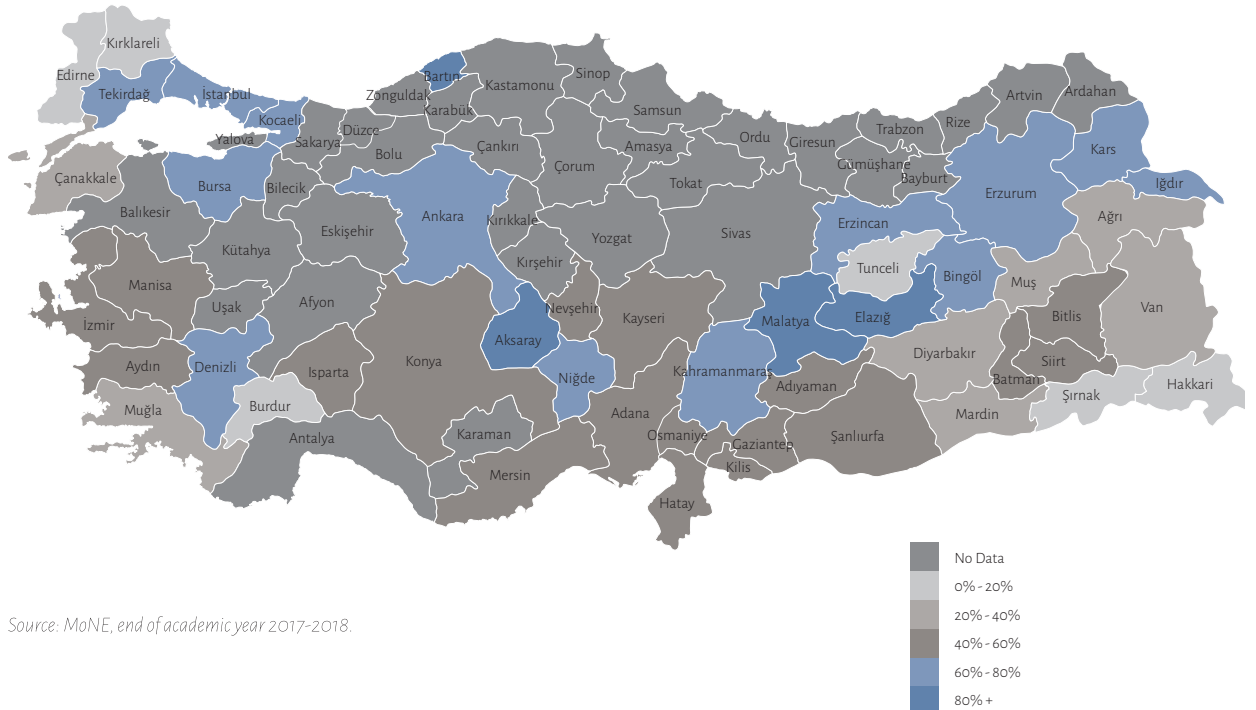 Kırklareli
Edirne
Tekirdağ
İstanbul
Kocaeli
Yalova
Sakarya
Düzce
Zonguldak
Bartın
Karabük
Kastamonu
Sinop
Samsun
Bolu
Çankırı
Çorum
Amasya
Tokat
Ordu
Giresun
Trabzon
Gümüşhane
Bayburt
Rize
Artvin
Ardahan
Kars
Iğdır
Çanakkale
Balıkesir
Bursa
Bilecik
Kütahya
Eskişehir
Ankara
Kırıkkale
Kırşehir
Yozgat
Sivas
Erzincan
Erzurum
Ağrı
Tunceli
Bingöl
Muş
Manisa
Uşak
Afyon
İzmir
Aydın
Denizli
Isparta
Konya
Aksaray
Nevşehir
Kayseri
Malatya
Elazığ
Bitlis
Van
Diyarbakır
Siirt
Batman
Hakkari
Şırnak
Muğla
Burdur
Antalya
Karaman
Niğde
Kahramanmaraş
Adıyaman
Adana
Osmaniye
Gaziantep
Şanlıurfa
Mardin
Mersin
Kilis
Hatay
No Data
0% - 20%
20% - 40%
40% - 60%
60% - 80%
80% +
Source: MoNE, end of academic year 2017-2018.